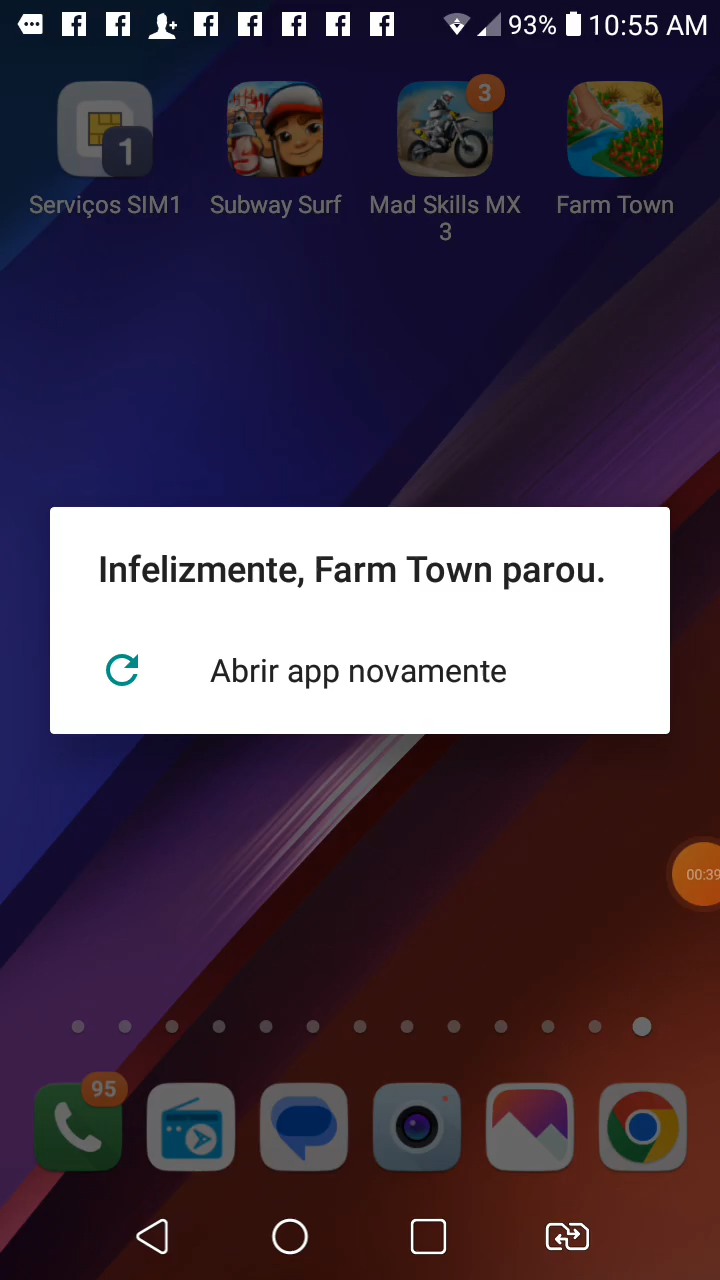 93% 10:55 AM
1
3
Serviços SIM1 Subway Surf Mad Skills MX 3 Farm Town
Infelizmente, Farm Town parou.
Abrir app novamente
00:39
95